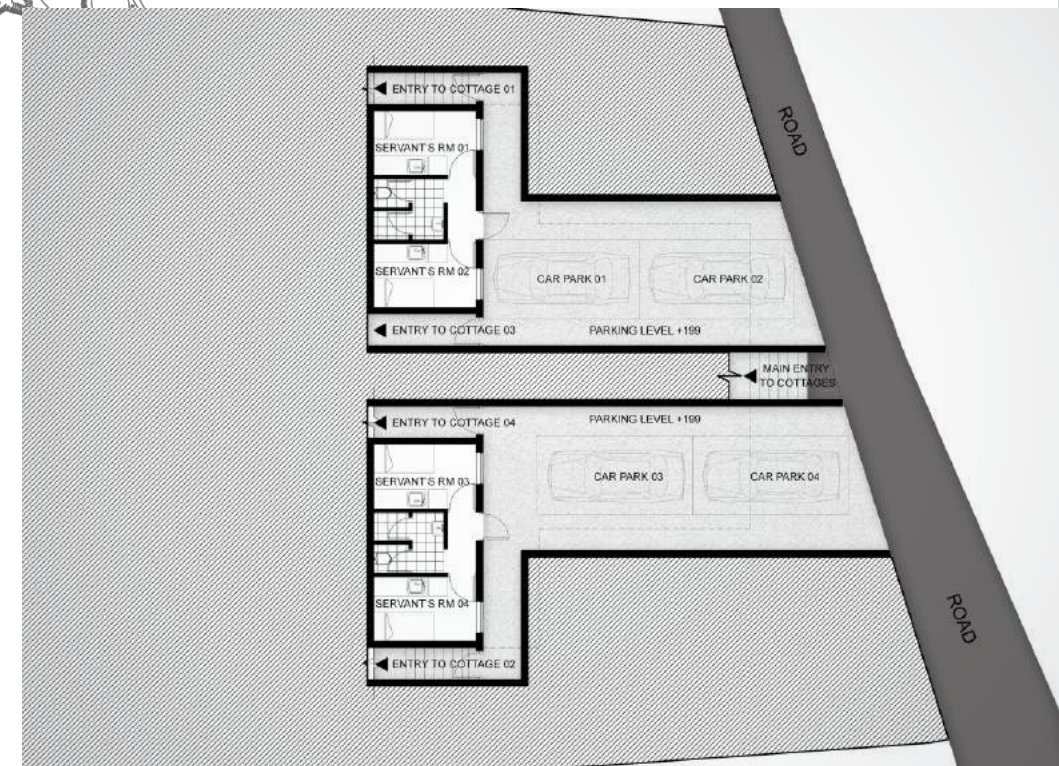 ENTRY TO COTTAGE 01
ROAD
SERVANT'S RM 01
SERVANT'S RM 02
CAR PARK 01
CAR PARK 02
ENTRY TO COTTAGE 03
PARKING LEVEL +199
MAIN ENTRY
TO COTTAGES
ENTRY TO COTTAGE 04
PARKING LEVEL +199
SERVANT'S RM 03
CAR PARK 03
CAR PARK 04
SERVANT'S RM 04
ROAD
ENTRY TO COTTAGE 02